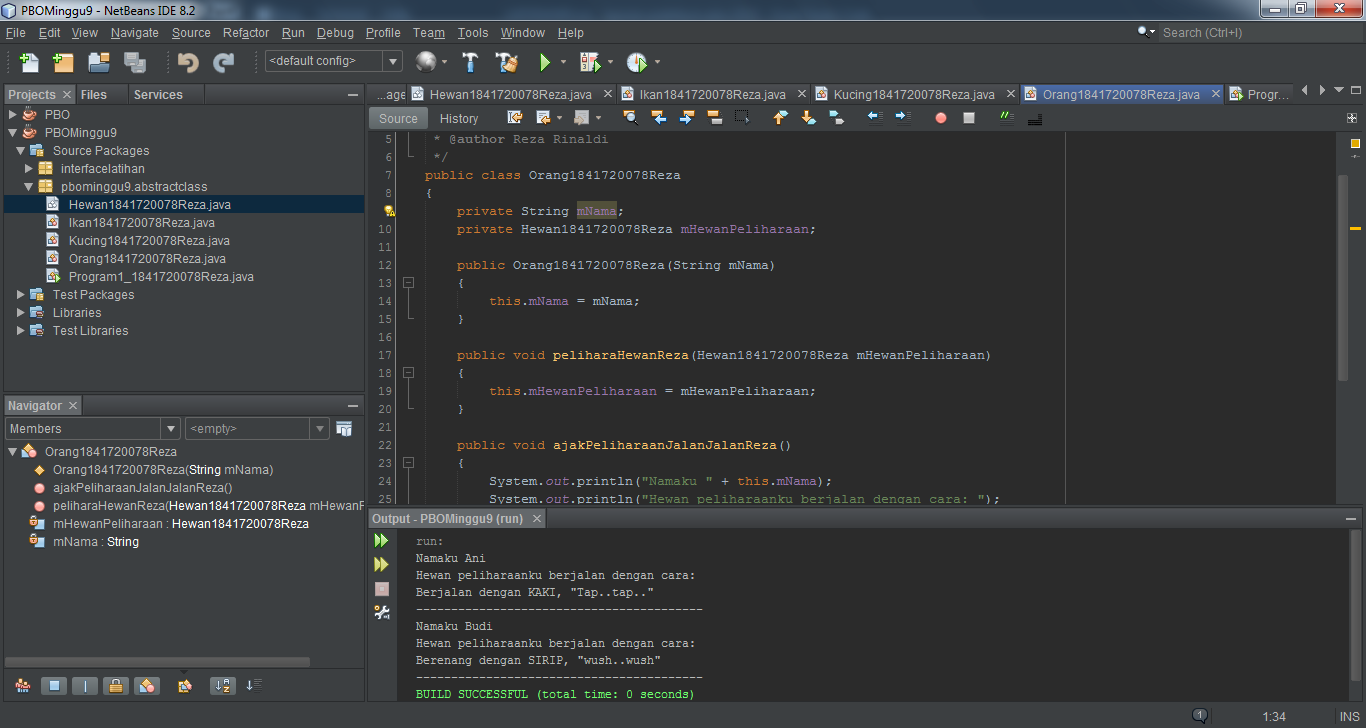 PBOMinggu9 - NetBeans IDE 8.2
File Edit View Navigate Source Refactor Run Debug Profile Team Tools Window Help
Search (Ctrl+I)
<default config>
Projects Files Services
PBO
PBOMinggu9
Source Packages
interfacelatihan
pbominggu9.abstractclass
Hewan1841720078Reza.java
Ikan1841720078Reza.java
Kucing1841720078Reza.java
Orang1841720078Reza.java
Program1_1841720078Reza.java
Test Packages
Libraries
Test Libraries
Navigator
Members <empty>
Orang1841720078Reza
Orang1841720078Reza(String mNama)
ajakPeliharaanJalanJalanReza()
peliharaHewanReza(Hewan1841720078Reza mHewanF
mHewanPeliharaan : Hewan1841720078Reza
mNama : String
...age Hewan1841720078Reza.java Ikan1841720078Reza.java Kucing1841720078Reza.java Orang1841720078Reza.java Progr...
Source History
5 * @author Reza Rinaldi
6 */
7 public class Orang1841720078Reza
8 {
private String mNama;
10 private Hewan1841720078Reza mHewanPeliharaan;
11
12 public Orang1841720078Reza(String mNama)
13 {
14 this.mNama = mNama;
15 }
16
17 public void peliharaHewanReza(Hewan1841720078Reza mHewanPeliharaan)
18 {
19 this.mHewanPeliharaan = mHewanPeliharaan;
20 }
21
22 public void ajakPeliharaanJalanJalanReza()
23 {
24 System.out.println("Namaku " + this.mNama);
25 System.out.println("Hewan peliharaanku berjalan dengan cara: ");
Output - PBOMinggu9 (run)
run:
Namaku Ani
Hewan peliharaanku berjalan dengan cara:
Berjalan dengan KAKI, "Tap..tap.."
-----------------------------------------
Namaku Budi
Hewan peliharaanku berjalan dengan cara:
Berenang dengan SIRIP, "wush..wush"
-----------------------------------------
BUILD SUCCESSFUL (total time: 0 seconds)
1 1:34 INS